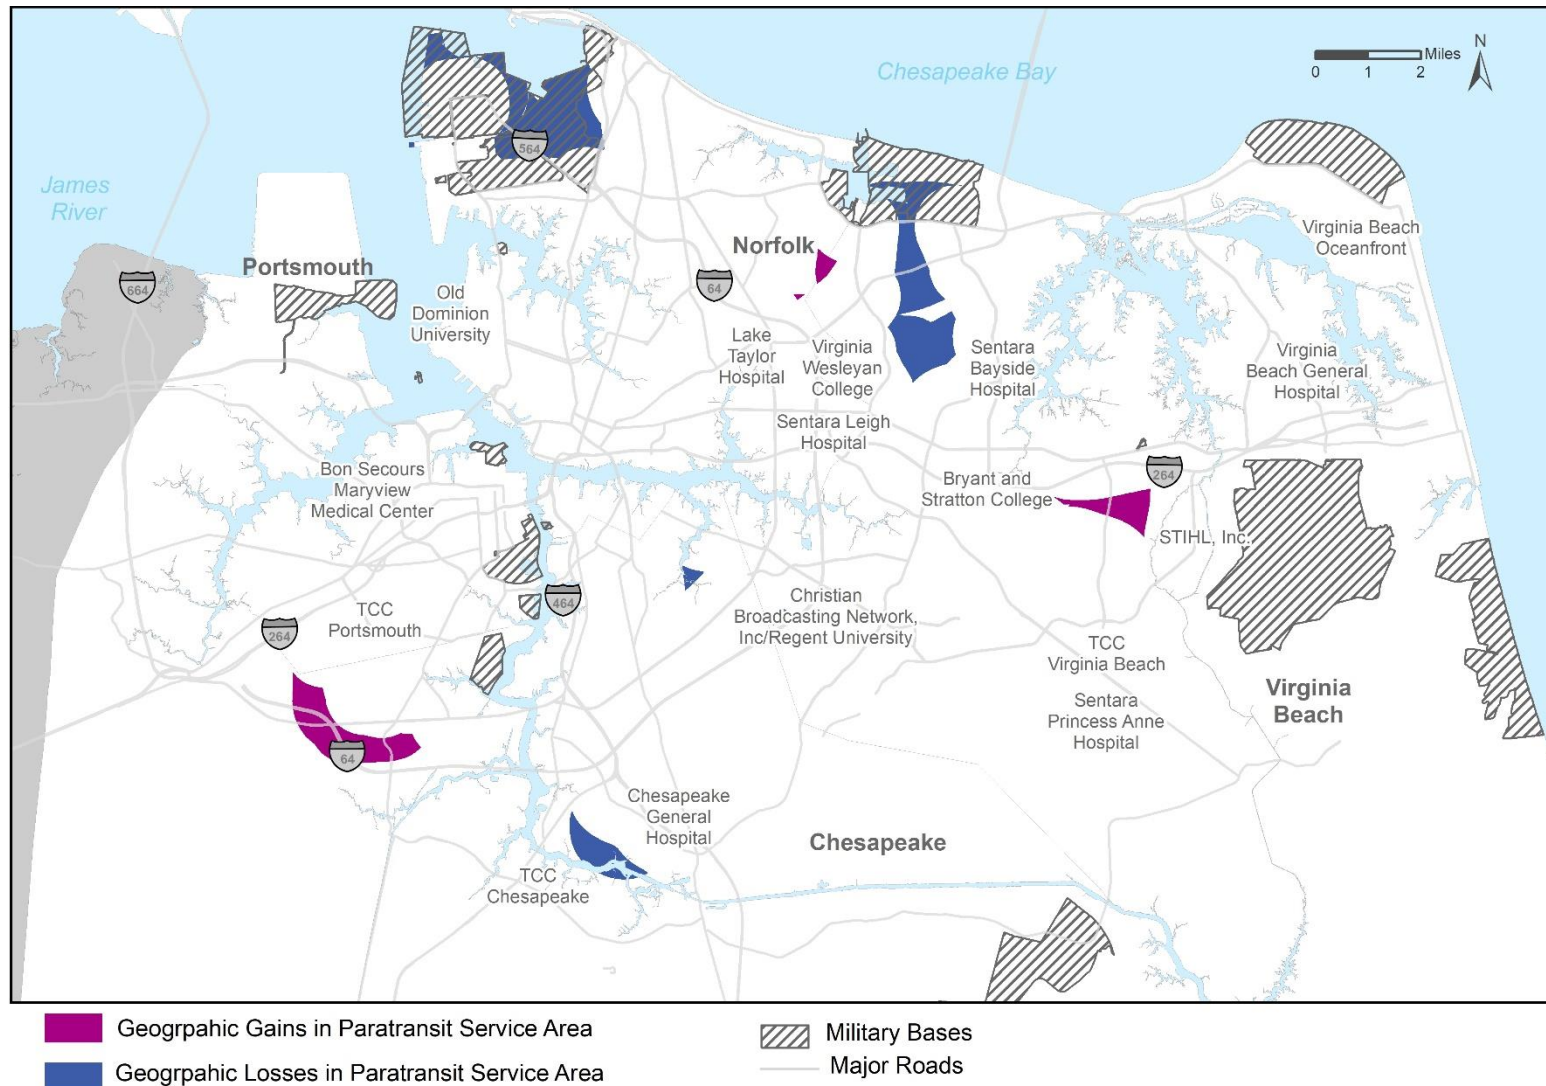 Chesapeake Bay
Miles
0 1 2
N
564
James
River
Virginia Beach
Oceanfront
Norfolk
Portsmouth
664
64
Old
Dominion
University
Lake
Taylor
Hospital
Virginia
Wesleyan
College
Sentara
Bayside
Hospital
Virginia
Beach General
Hospital
Sentara Leigh
Hospital
Bon Secours
Maryview
Medical Center
Bryant and
Stratton College
264
STIHL, Inc.
464
Christian
Broadcasting Network,
Inc/Regent University
TCC
Portsmouth
264
TCC
Virginia Beach
Virginia
Beach
Sentara
Princess Anne
Hospital
64
Chesapeake
General
Hospital
Chesapeake
TCC
Chesapeake
Geogrpahic Gains in Paratransit Service Area
Military Bases
Major Roads
Geogrpahic Losses in Paratransit Service Area